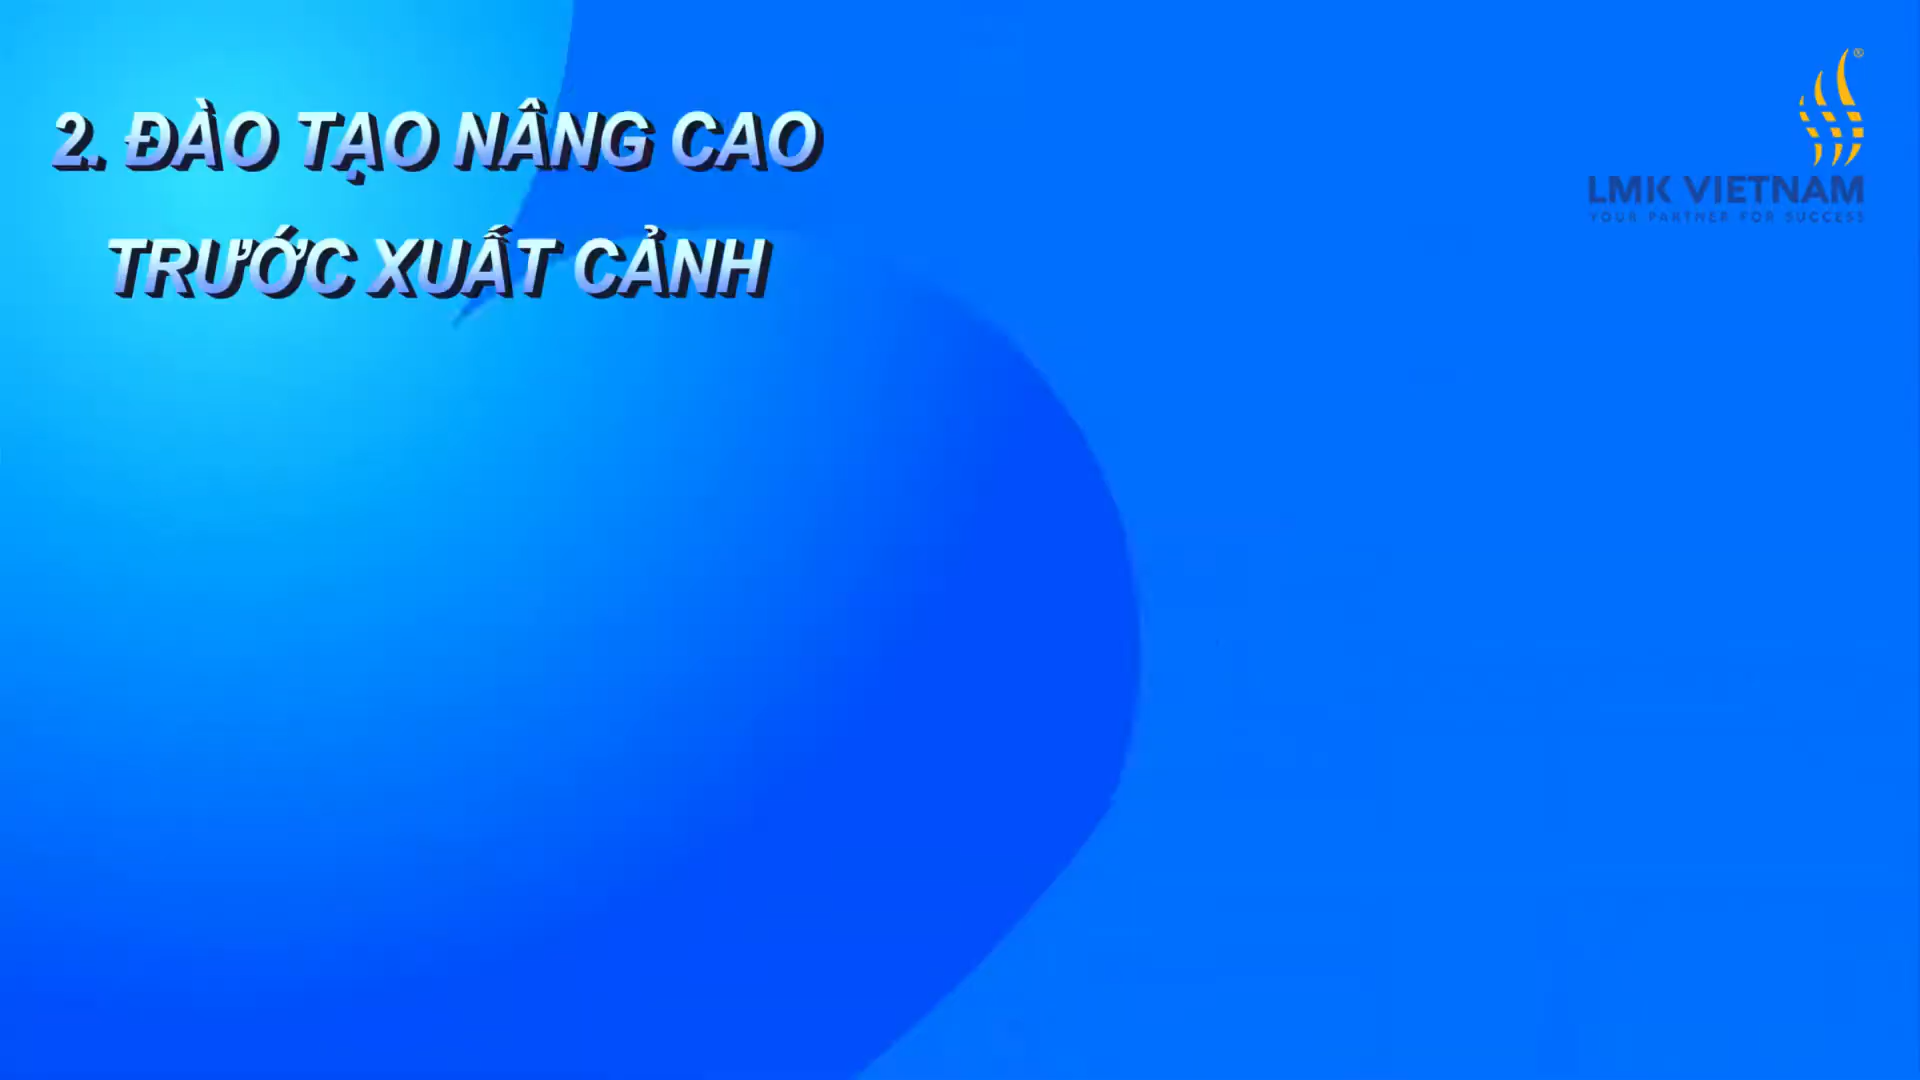 2. ĐÀO TẠO NÂNG CAO
TRƯỚC XUẤT CẢNH
®
LMK VIETNAM
YOUR PARTNER FOR SUCCESS